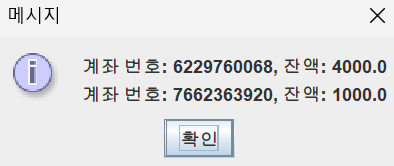 메시지
계좌 번호: 6229760068, 잔액: 4000.0
계좌 번호: 7662363920, 잔액: 1000.0
확인